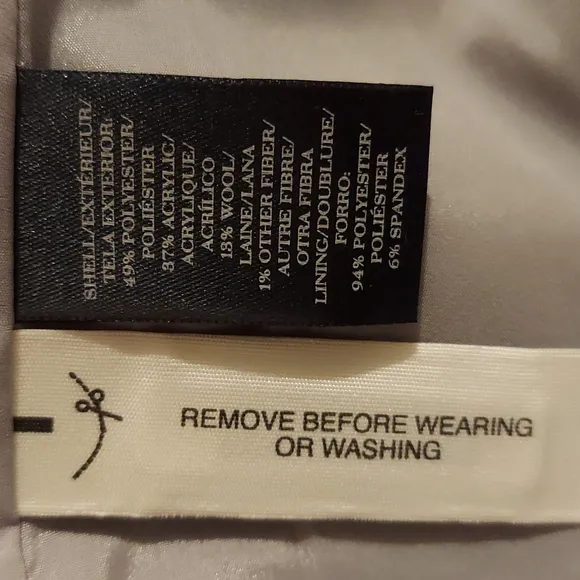 SHELL/EXTÉRIEUR/
TELA EXTERIOR:
49% POLYESTER/
POLIÉSTER
37% ACRYLIC/
ACRYLIQUE/
ACRÍLICO
13% WOOL/
LAINE/LANA
1% OTHER FIBER/
AUTRE FIBRE/
OTRA FIBRA
LINING/DOUBLURE/
FORRO:
94% POLYESTER/
POLIÉSTER
6% SPANDEX
REMOVE BEFORE WEARING
OR WASHING